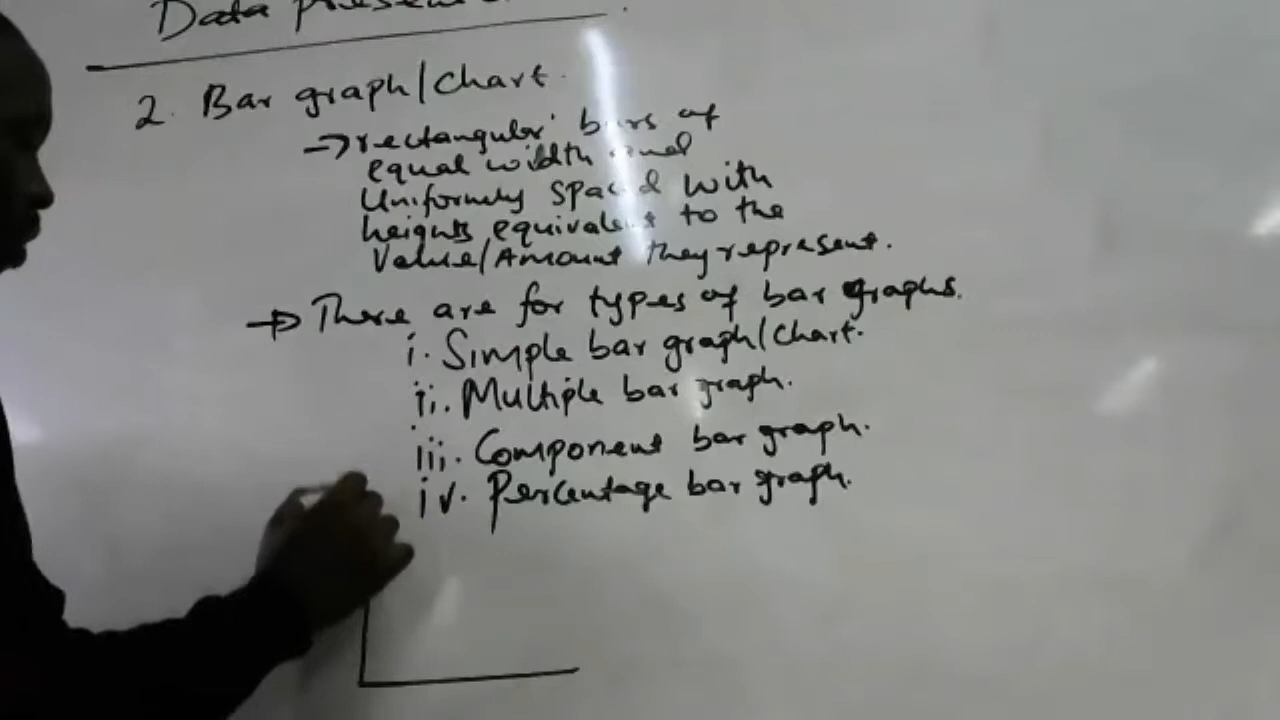 Data
2. Bar graph/chart.
→ rectangular bars of
equal width and
Uniformly spaced with
heights equivalent to the
Value/Amount they represent.
→ There are for types of bar graphs.
i. Simple bar graph/chart.
ii. Multiple bar graph.
iii. Component bar graph.
iv. Percentage bar graph.